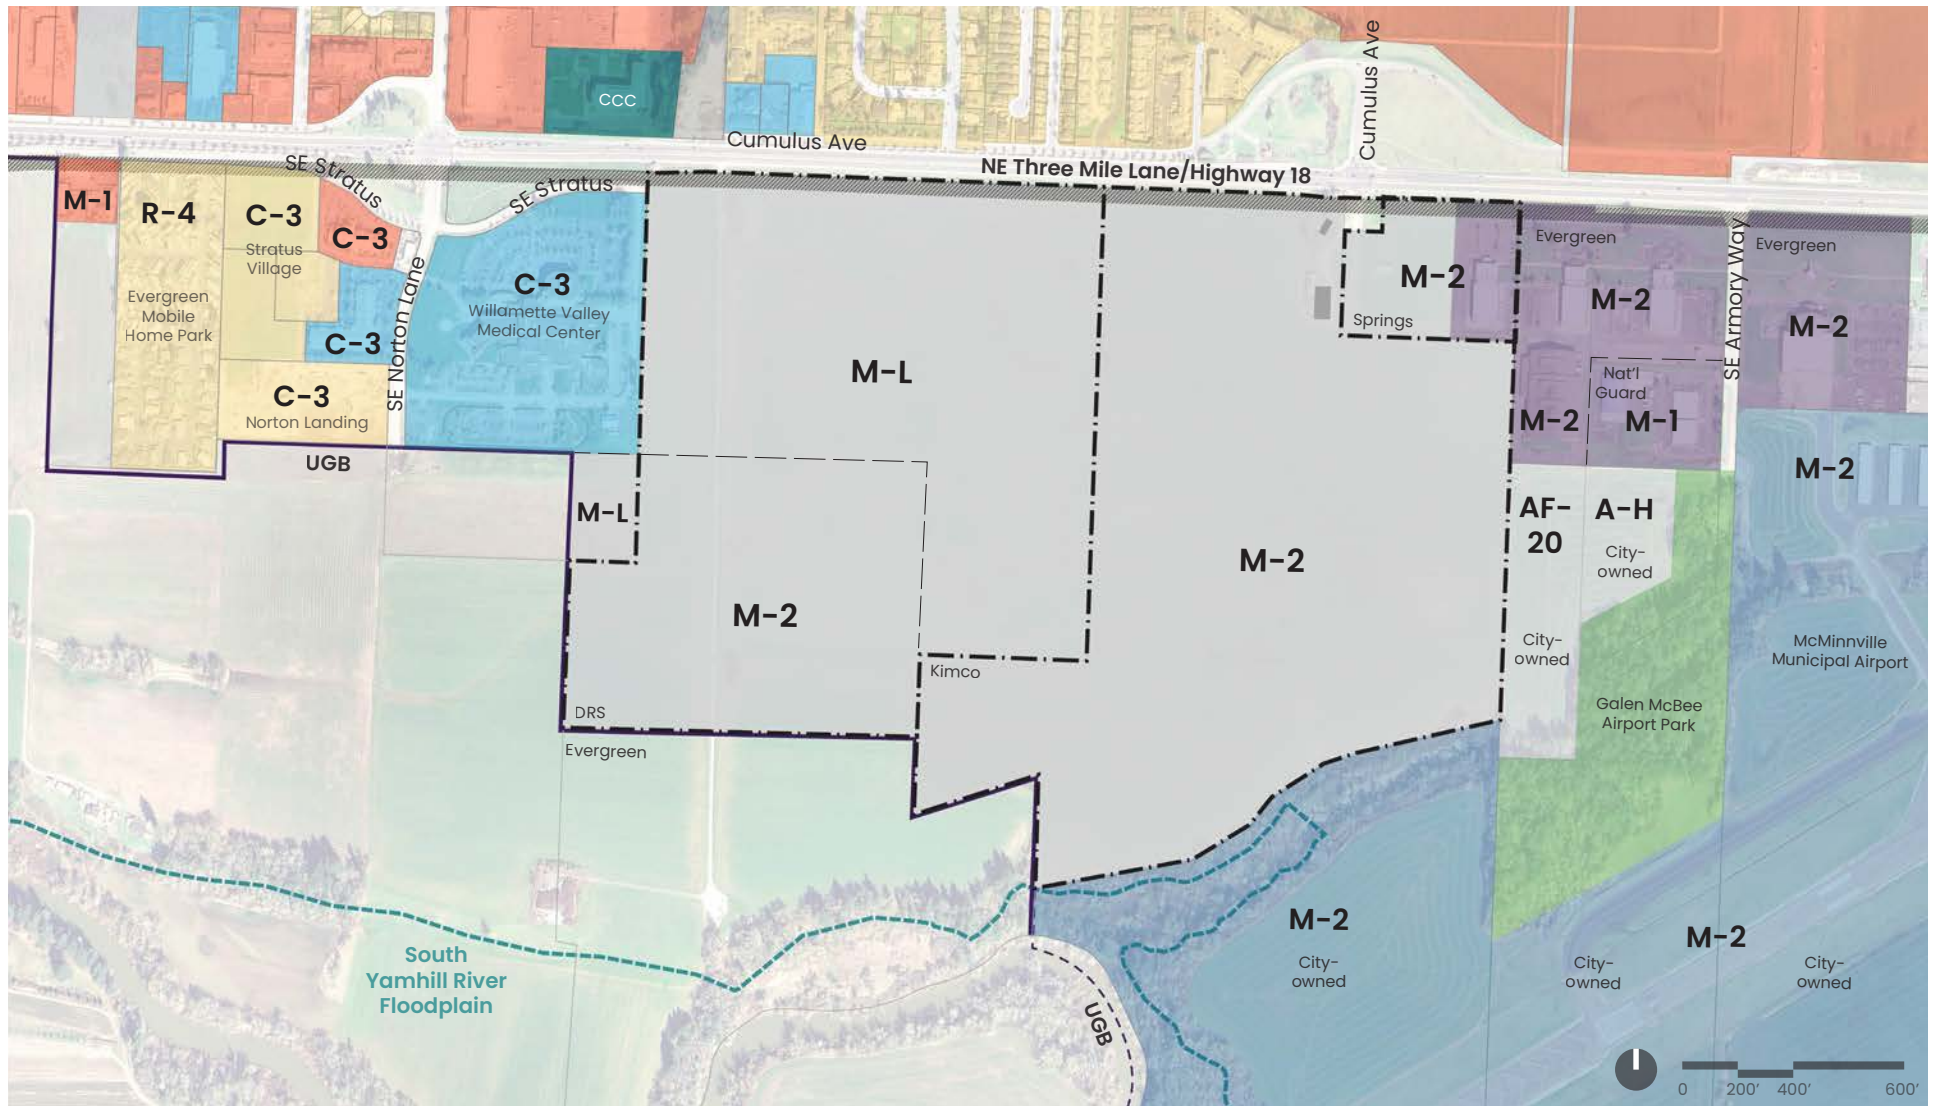 CCC
Cumulus Ave
Cumulus Ave
NE Three Mile Lane/Highway 18
SE Stratus
SE Stratus
M-1
R-4
Evergreen
Mobile
Home Park
C-3
Stratus
Village
C-3
C-3
C-3
Norton Landing
SE Norton Lane
C-3
Willamette Valley
Medical Center
UGB
M-L
M-L
M-2
DRS
Evergreen
Kimco
M-2
M-2
Springs
Evergreen
M-2
SE Armory Way
Evergreen
M-2
Nat'l
Guard
M-2
M-1
M-2
AF-
20
A-H
City-
owned
City-
owned
McMinnville
Municipal Airport
Galen McBee
Airport Park
South
Yamhill River
Floodplain
UGB
M-2
City-
owned
M-2
City-
owned
City-
owned
0 200' 400' 600'